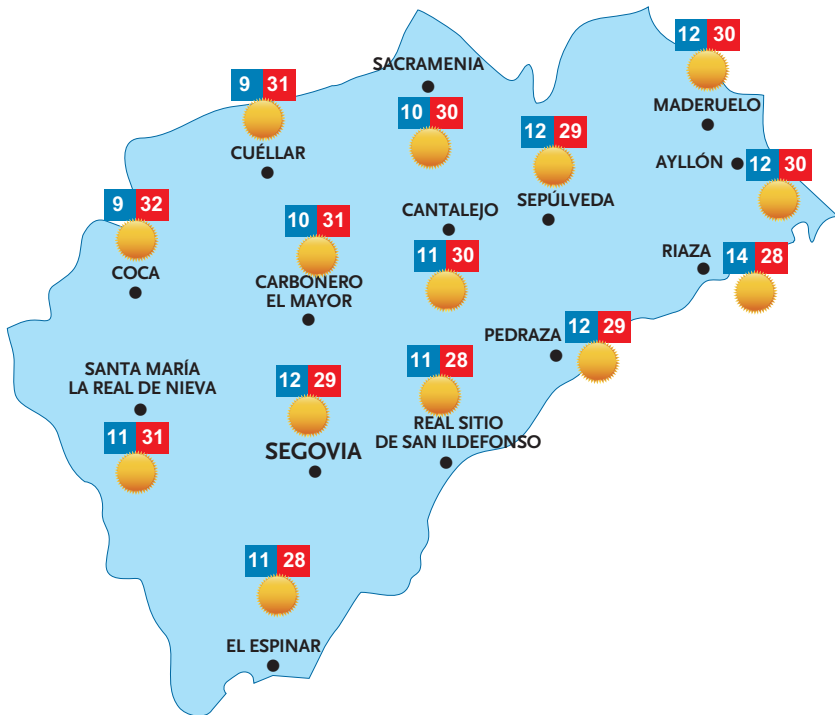 12 30
MADERUELO
SACRAMENIA
10 30
9 31
CUÉLLAR
12 29
SEPÚLVEDA
AYLLÓN
12 30
9 32
COCA
10 31
CARBONERO
EL MAYOR
CANTALEJO
11 30
RIAZA
14 28
PEDRAZA
12 29
SANTA MARÍA
LA REAL DE NIEVA
11 31
12 29
SEGOVIA
11 28
REAL SITIO
DE SAN ILDEFONSO
11 28
EL ESPINAR